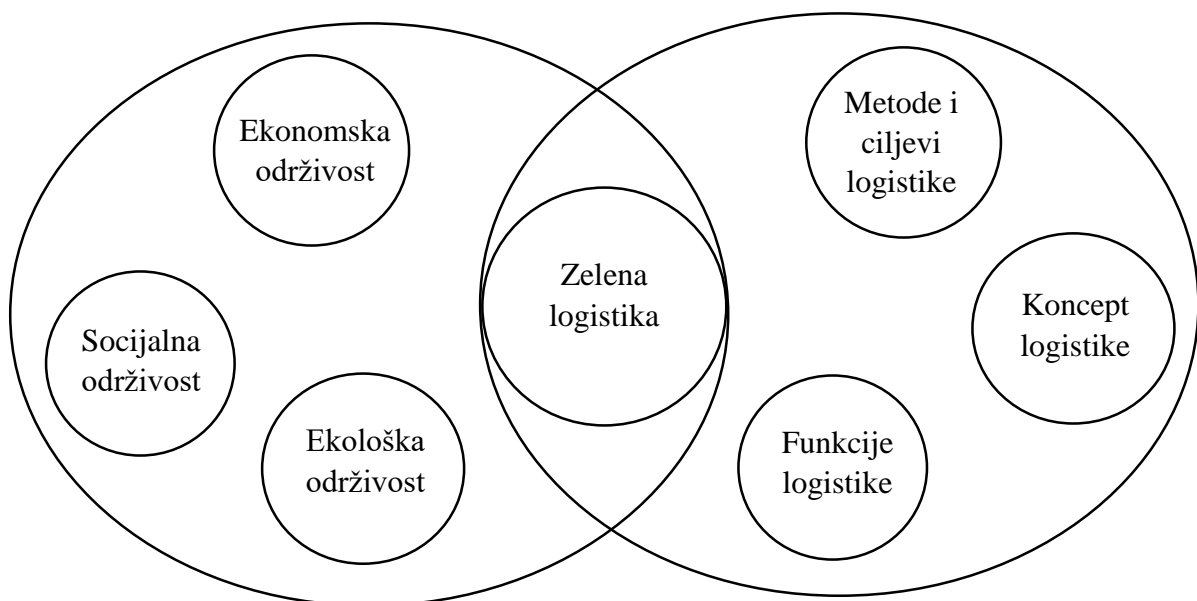 Ekonomska
održivost
Socijalna
održivost
Ekološka
održivost
Zelena
logistika
Metode i
ciljevi
logistike
Koncept
logistike
Funkcije
logistike